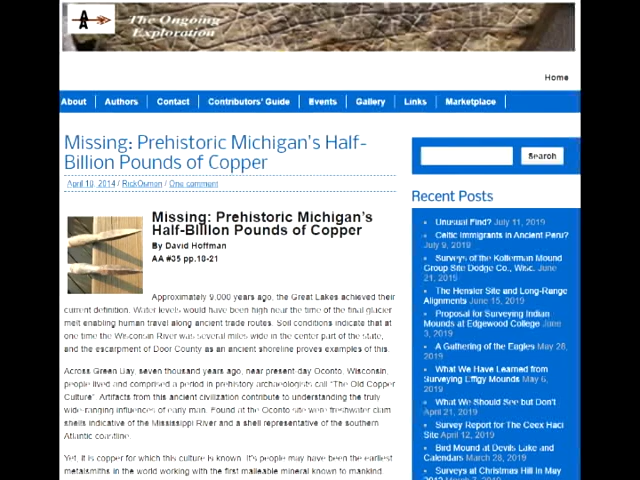 The Ongoing
Exploration
Home
About
Authors
Contact
Contributors' Guide
Events
Gallery
Links
Marketplace
Missing: Prehistoric Michigan's Half-
Billion Pounds of Copper
April 10, 2014 / RickOsmon / One comment
Missing: Prehistoric Michigan's
Half-Billion Pounds of Copper
By David Hoffman
AA #35 pp.18-21
Approximately 9,000 years ago, the Great Lakes achieved their
current definition. Water levels would have been high near the time of the final glacier
melt enabling human travel along ancient trade routes. Soil conditions indicate that at
one time the Wisconsin River was several miles wide in the center part of the state,
and the escarpment of Door County as an ancient shoreline proves examples of this.
Across Green Bay, seven thousand years ago, near present-day Oconto, Wisconsin,
people lived and comprised a period in prehistory archaeologists call "The Old Copper
Culture". Artifacts from this ancient civilization contribute to understanding the truly
wide-ranging influences of early man. Found at the Oconto site were freshwater clam
shells indicative of the Mississippi River and a shell representative of the southern
Atlantic coastline.
Yet, it is copper for which this culture is known. It's people may have been the earliest
metalsmiths in the world working with the first malleable mineral known to mankind.
Search
Recent Posts
Unusual Find? July 11, 2019
Celtic Immigrants in Ancient Peru?
July 9, 2019
Surveys of the Kolterman Mound
Group Site Dodge Co., Wisc. June
21, 2019
The Hensler Site and Long-Range
Alignments June 15, 2019
Proposal for Surveying Indian
Mounds at Edgewood College June
3, 2019
A Gathering of the Eagles May 28,
2019
What We Have Learned from
Surveying Effigy Mounds May 6,
2019
What We Should See but Don't
April 21, 2019
Survey Report for The Ceex Haci
Site April 12, 2019
Bird Mound at Devils Lake and
Calendars March 28, 2019
Surveys at Christmas Hill in May